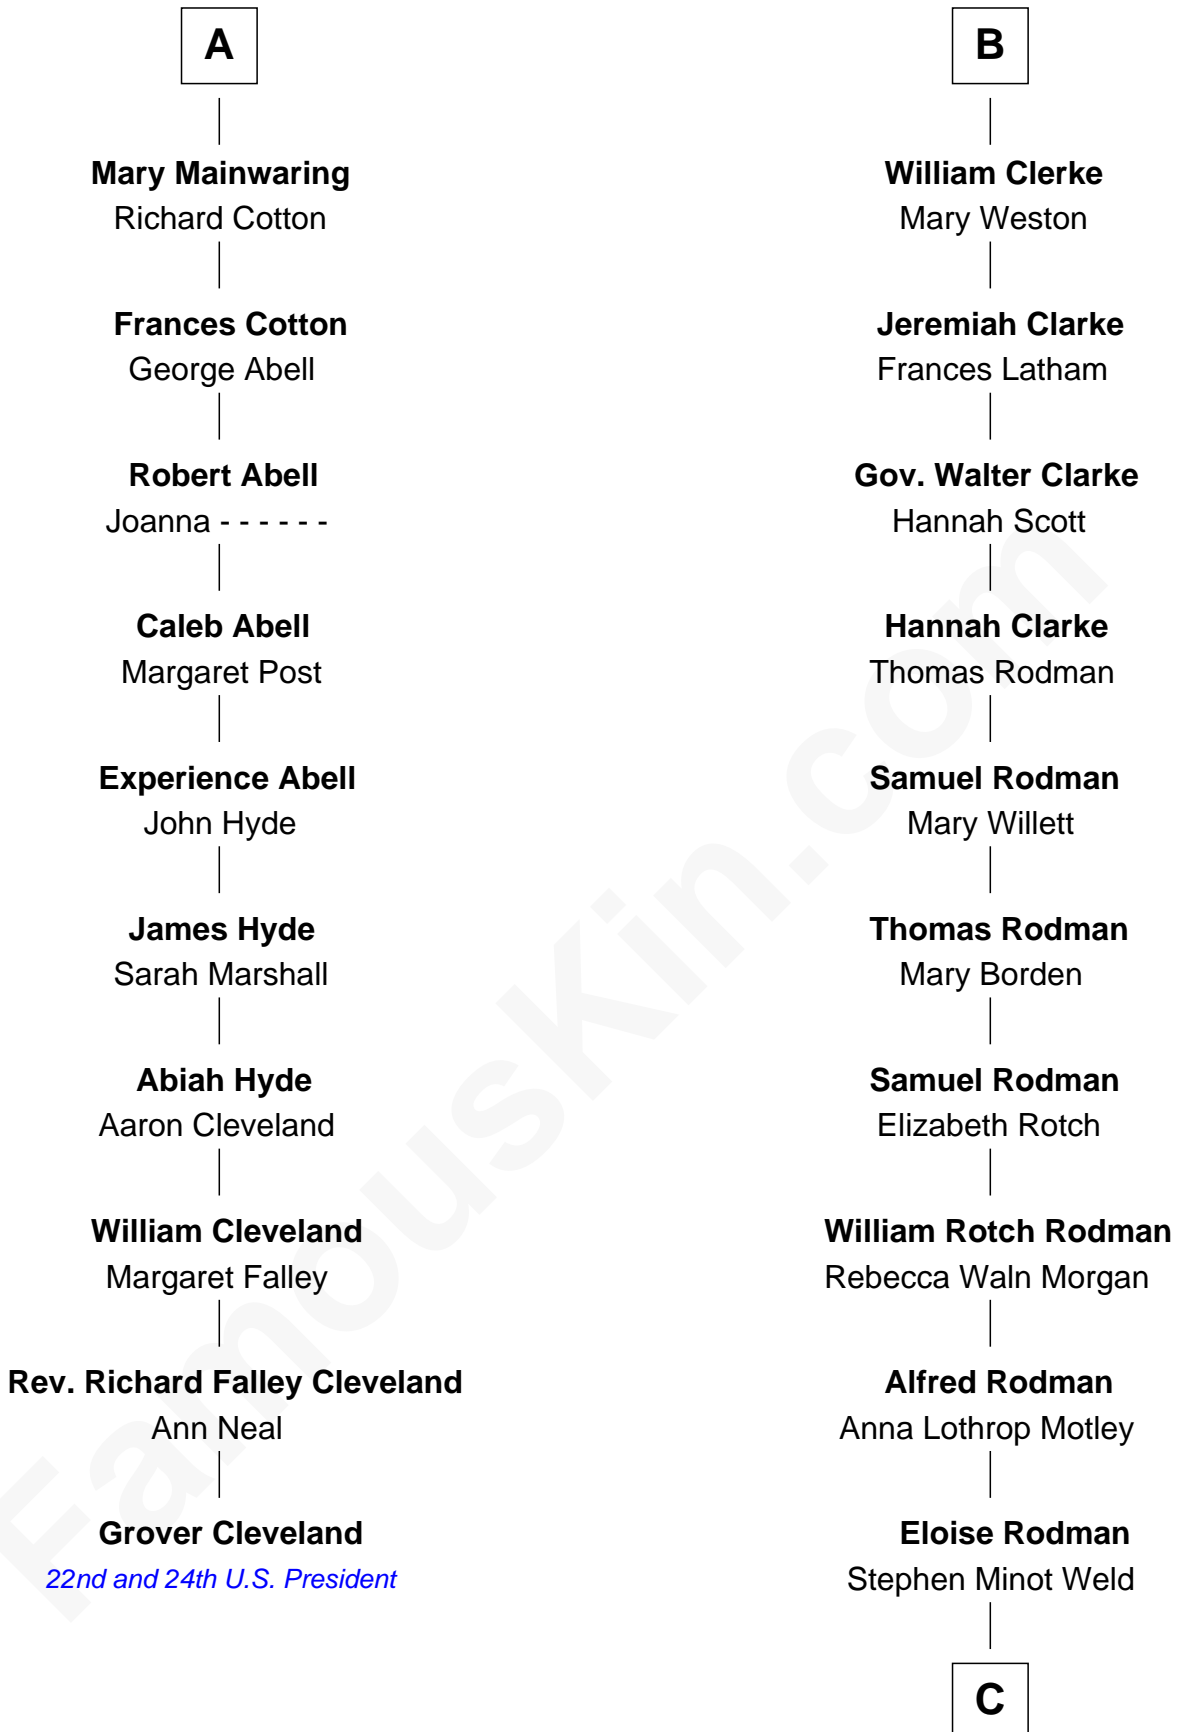 A
Mary Mainwaring
Richard Cotton
Frances Cotton
George Abell
Robert Abell
Joanna - - - - - -
Caleb Abell
Margaret Post
Experience Abell
John Hyde
James Hyde
Sarah Marshall
Abiah Hyde
Aaron Cleveland
William Cleveland
Margaret Falley
Rev. Richard Falley Cleveland
Ann Neal
Grover Cleveland
22nd and 24th U.S. President
B
William Clerke
Mary Weston
Jeremiah Clarke
Frances Latham
Gov. Walter Clarke
Hannah Scott
Hannah Clarke
Thomas Rodman
Samuel Rodman
Mary Willett
Thomas Rodman
Mary Borden
Samuel Rodman
Elizabeth Rotch
William Rotch Rodman
Rebecca Waln Morgan
Alfred Rodman
Anna Lothrop Motley
Eloise Rodman
Stephen Minot Weld
C
FamousKin.com